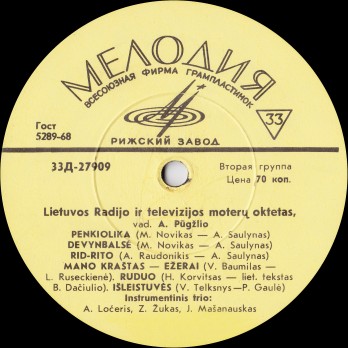 МЕЛОДИЯ
ВСЕСОЮЗНАЯ ФИРМА ГРАМПЛАСТИНОК
33
Гост
5289-68
РИЖСКИЙ ЗАВОД
33Д-27909
Вторая группа
Цена 70 коп.
Lietuvos Radijo ir televizijos moterų oktetas,
vad. A. Pūgžlio
PENKIOLIKA (M. Novikas — A. Saulynas)
DEVYNBALSĖ (M. Novikas — A. Saulynas)
RID-RITO (A. Raudonikis — A. Saulynas)
MANO KRAŠTAS — EŽERAI (V. Baumilas —
L. Ruseckienė). RUDUO (H. Korvitsas — liet. tekstas
B. Dačiulio). IŠLEISTUVĖS (V. Telksnys—P. Gaulė)
Instrumentinis trio:
A. Ločeris, Z. Žukas, J. Mašanauskas